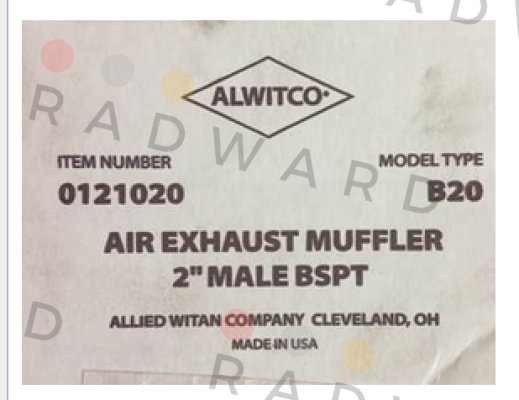 ALWITCO
ITEM NUMBER MODEL TYPE
0121020 B20
AIR EXHAUST MUFFLER
2" MALE BSPT
ALLIED WITAN COMPANY CLEVELAND, OH
MADE IN USA
RADWARD